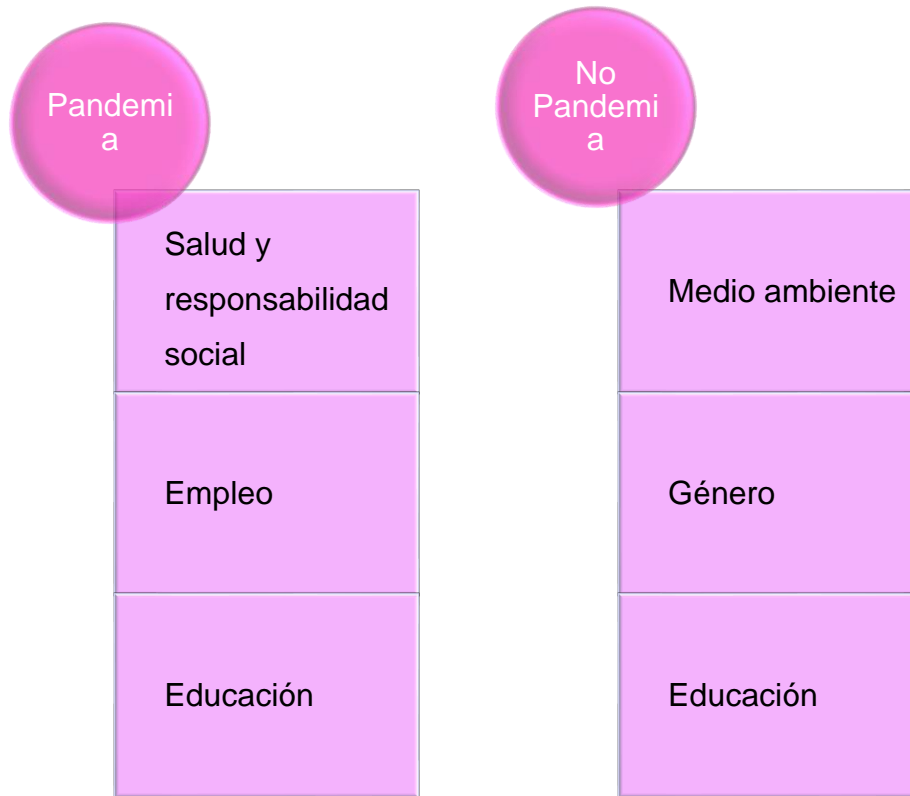 Pandemi
a
Salud y
responsabilidad
social
Empleo
Educación
No
Pandemi
a
Medio ambiente
Género
Educación